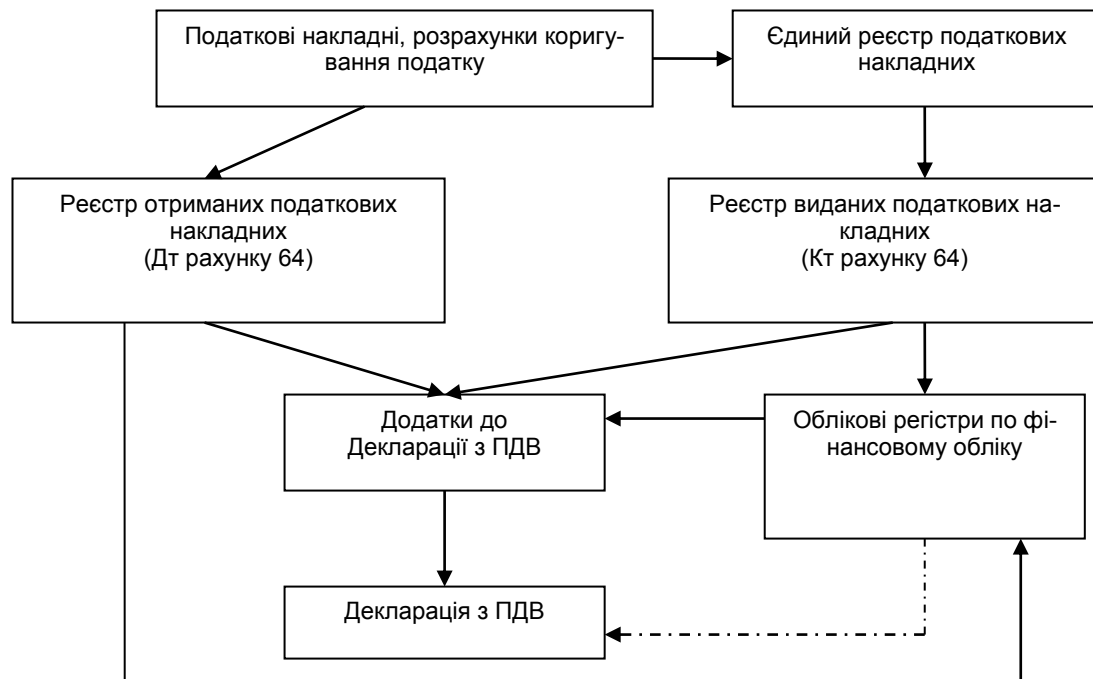 Податкові накладні, розрахунки коригу-
вання податку
Єдиний реєстр податкових
накладних
Реєстр отриманих податкових
накладних
(Дт рахунку 64)
Реєстр виданих податкових на-
кладних
(Кт рахунку 64)
Додатки до
Декларації з ПДВ
Облікові регістри по фі-
нансовому обліку
Декларація з ПДВ